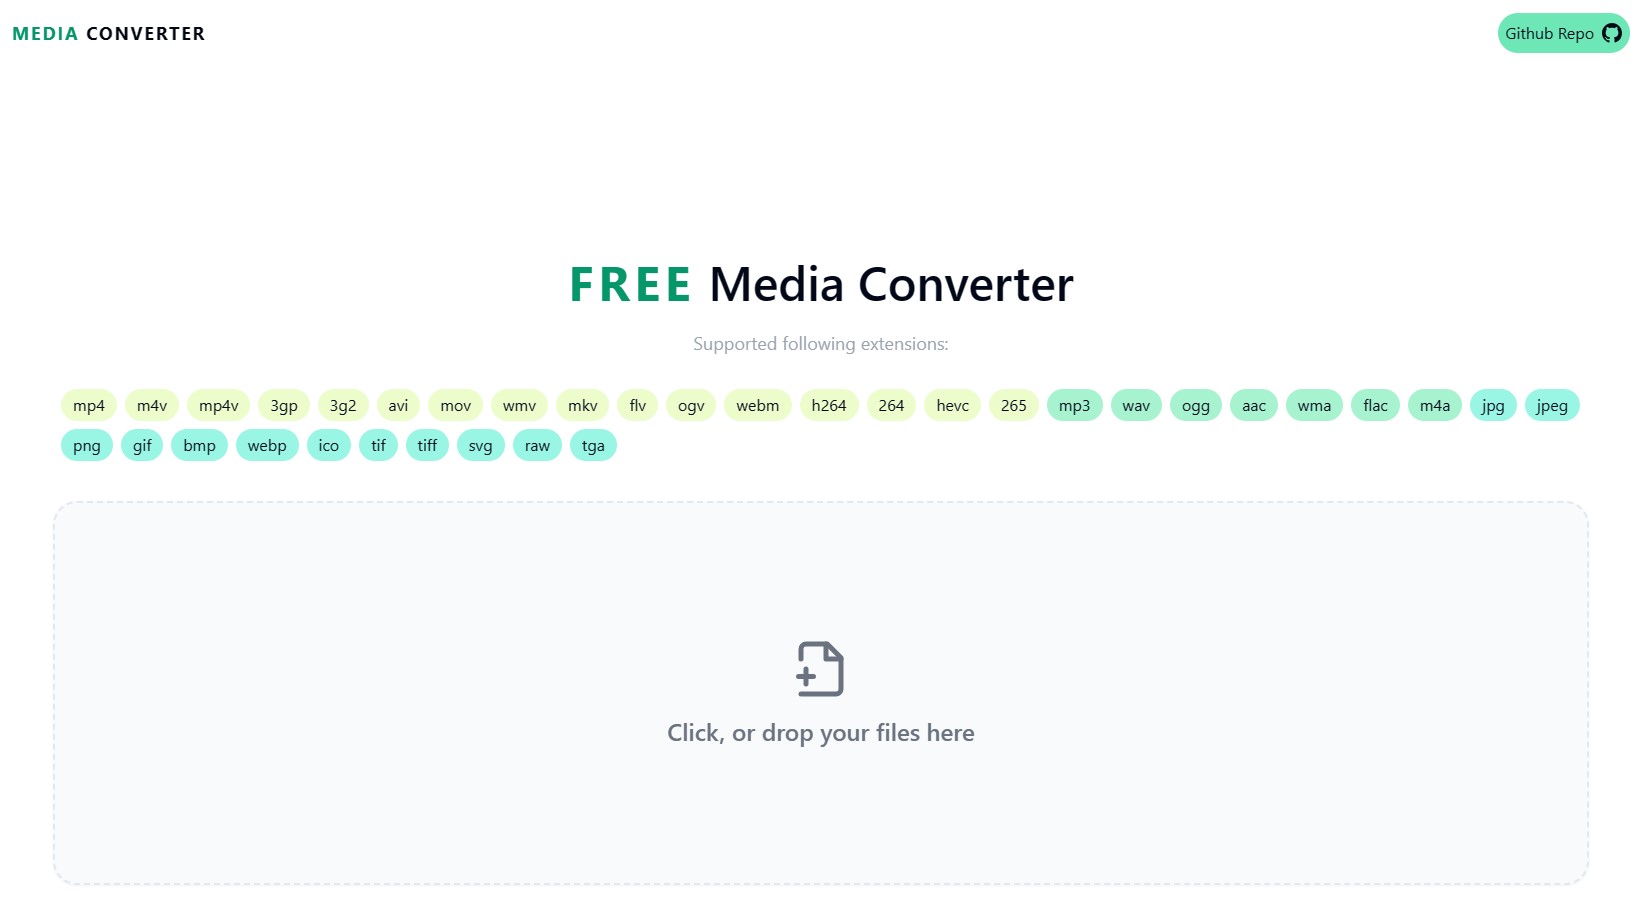 MEDIA CONVERTER
Github Repo
FREE Media Converter
Supported following extensions:
mp4 m4v mp4v 3gp 3g2 avi mov wmv mkv flv ogv webm h264 264 hevc 265 mp3 wav ogg aac wma flac m4a jpg jpeg
png gif bmp webp ico tif tiff svg raw tga
Click, or drop your files here